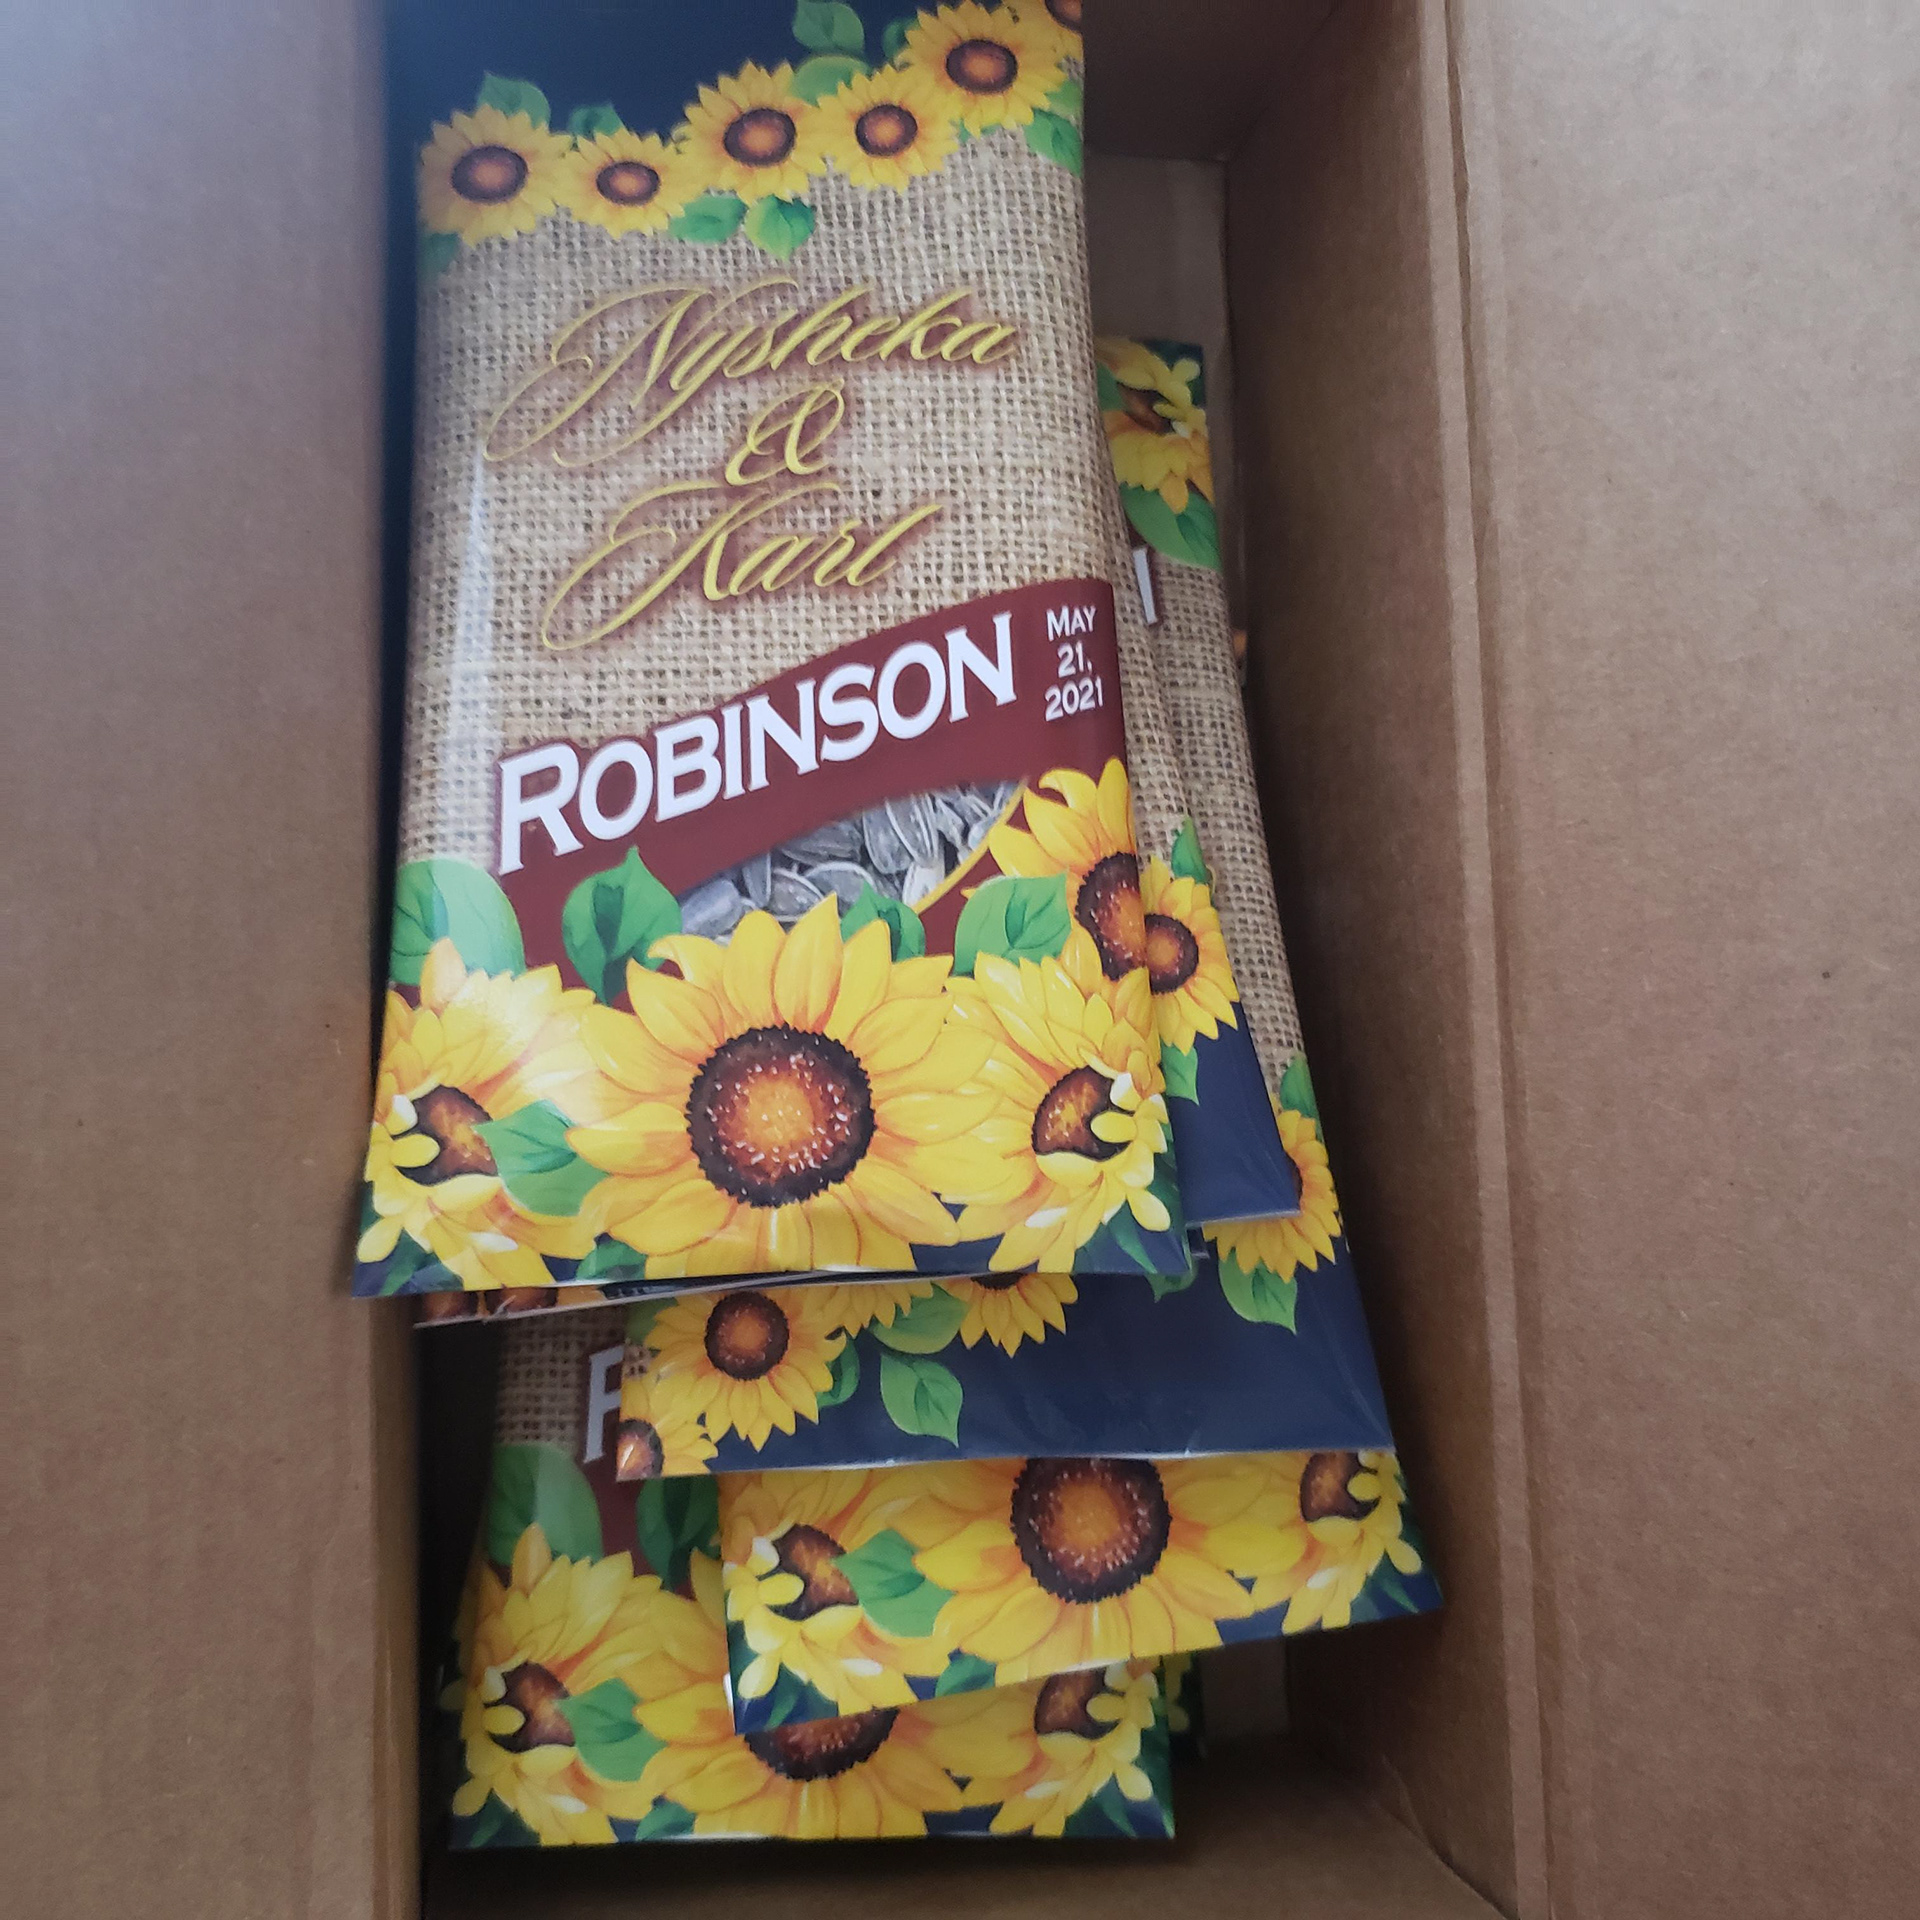 Nysheka
&
Karl
ROBINSON
MAY
21,
2021
R